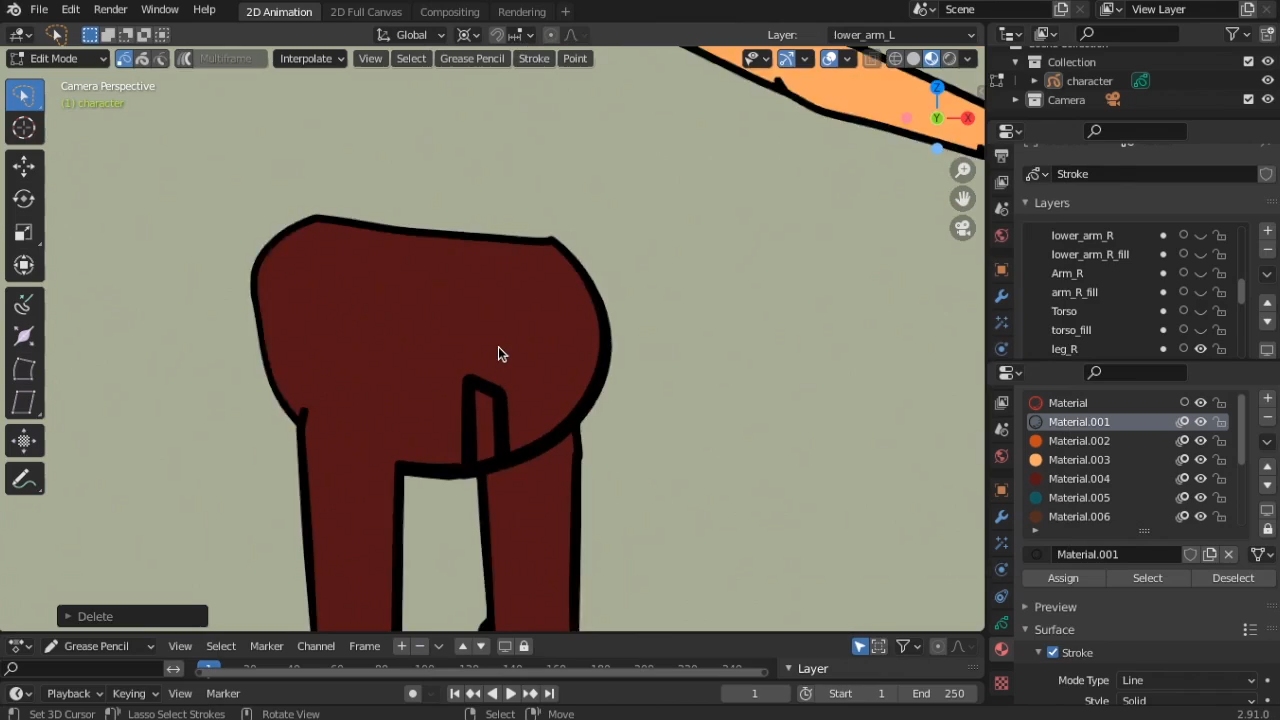 File Edit Render Window Help 2D Animation 2D Full Canvas Compositing Rendering + Scene View Layer
Global Layer: lower_arm_L
Edit Mode Multiframe Interpolate View Select Grease Pencil Stroke Point
Camera Perspective
(1) character
Z
Y
X
Collection
character
Camera
Stroke
Layers
lower_arm_R
lower_arm_R_fill
Arm_R
arm_R_fill
Torso
torso_fill
leg_R
Material
Material.001
Material.002
Material.003
Material.004
Material.005
Material.006
Material.001
Assign Select Deselect
Preview
Surface
Stroke
Mode Type Line
Style Solid
Delete
Grease Pencil View Select Marker Channel Frame
1 Layer
Playback Keying View Marker 1 Start 1 End 250
Set 3D Cursor Lasso Select Strokes Rotate View Select Move 2.91.0